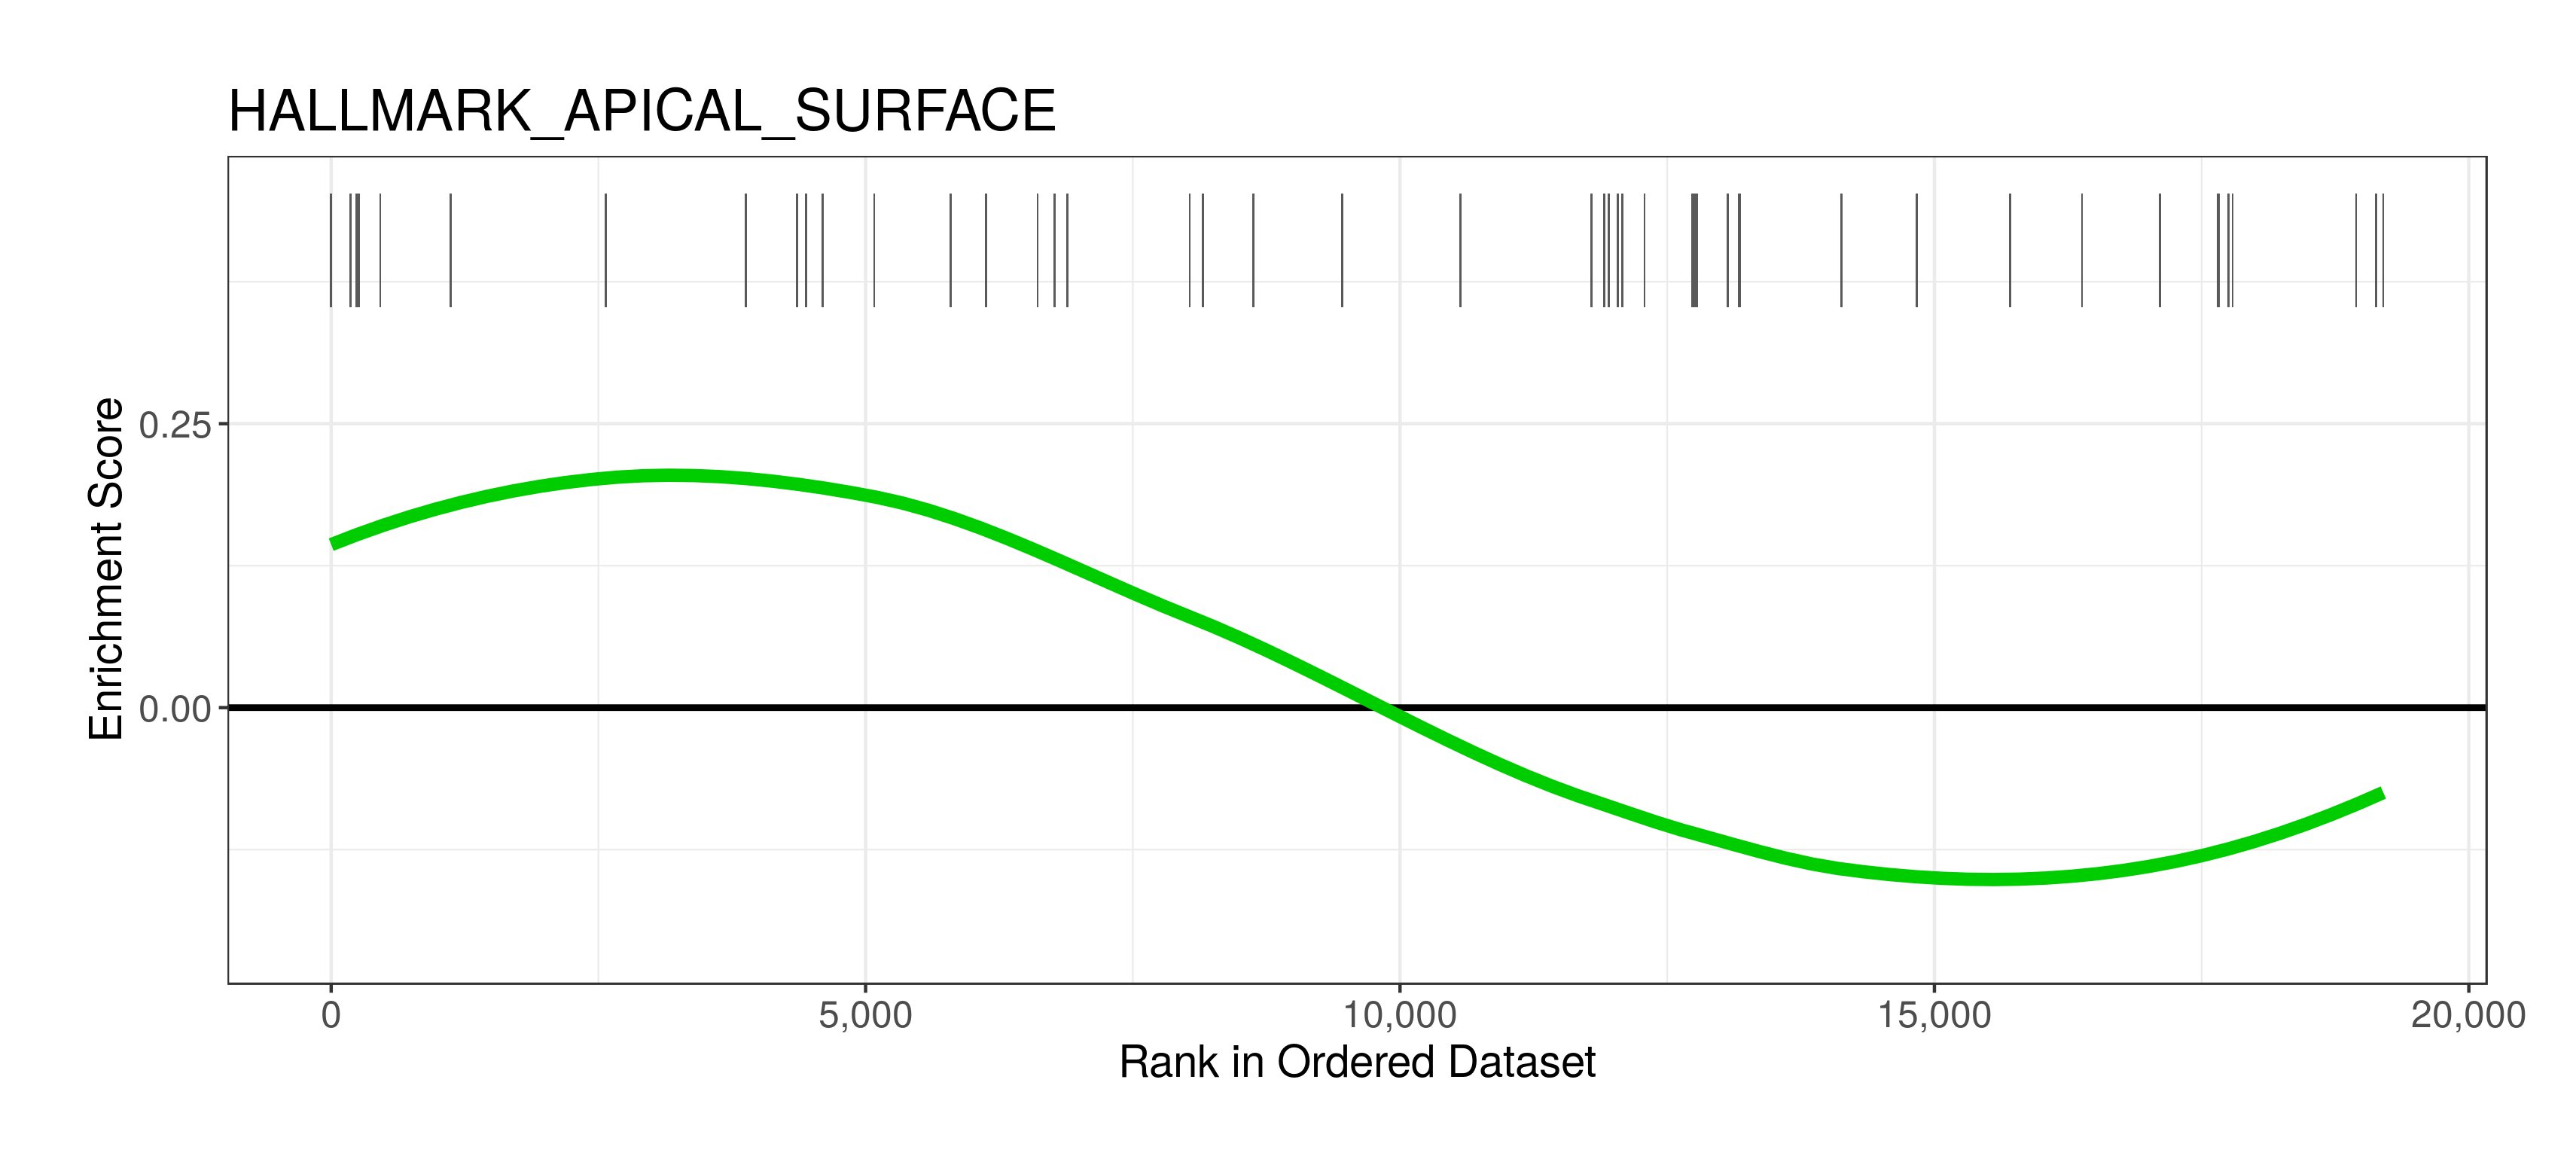 HALLMARK_APICAL_SURFACE
Enrichment Score
0.25
0.00
0
5,000
10,000
15,000
20,000
Rank in Ordered Dataset